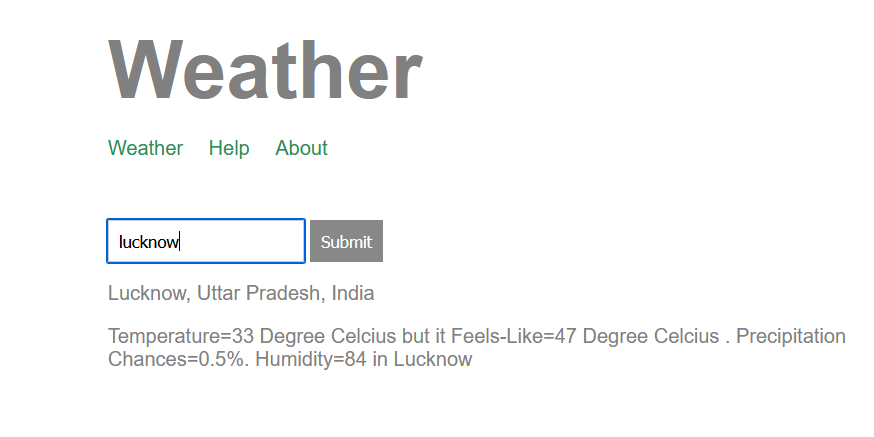 Weather
Weather Help About
lucknow Submit
Lucknow, Uttar Pradesh, India
Temperature=33 Degree Celcius but it Feels-Like=47 Degree Celcius . Precipitation
Chances=0.5%. Humidity=84 in Lucknow